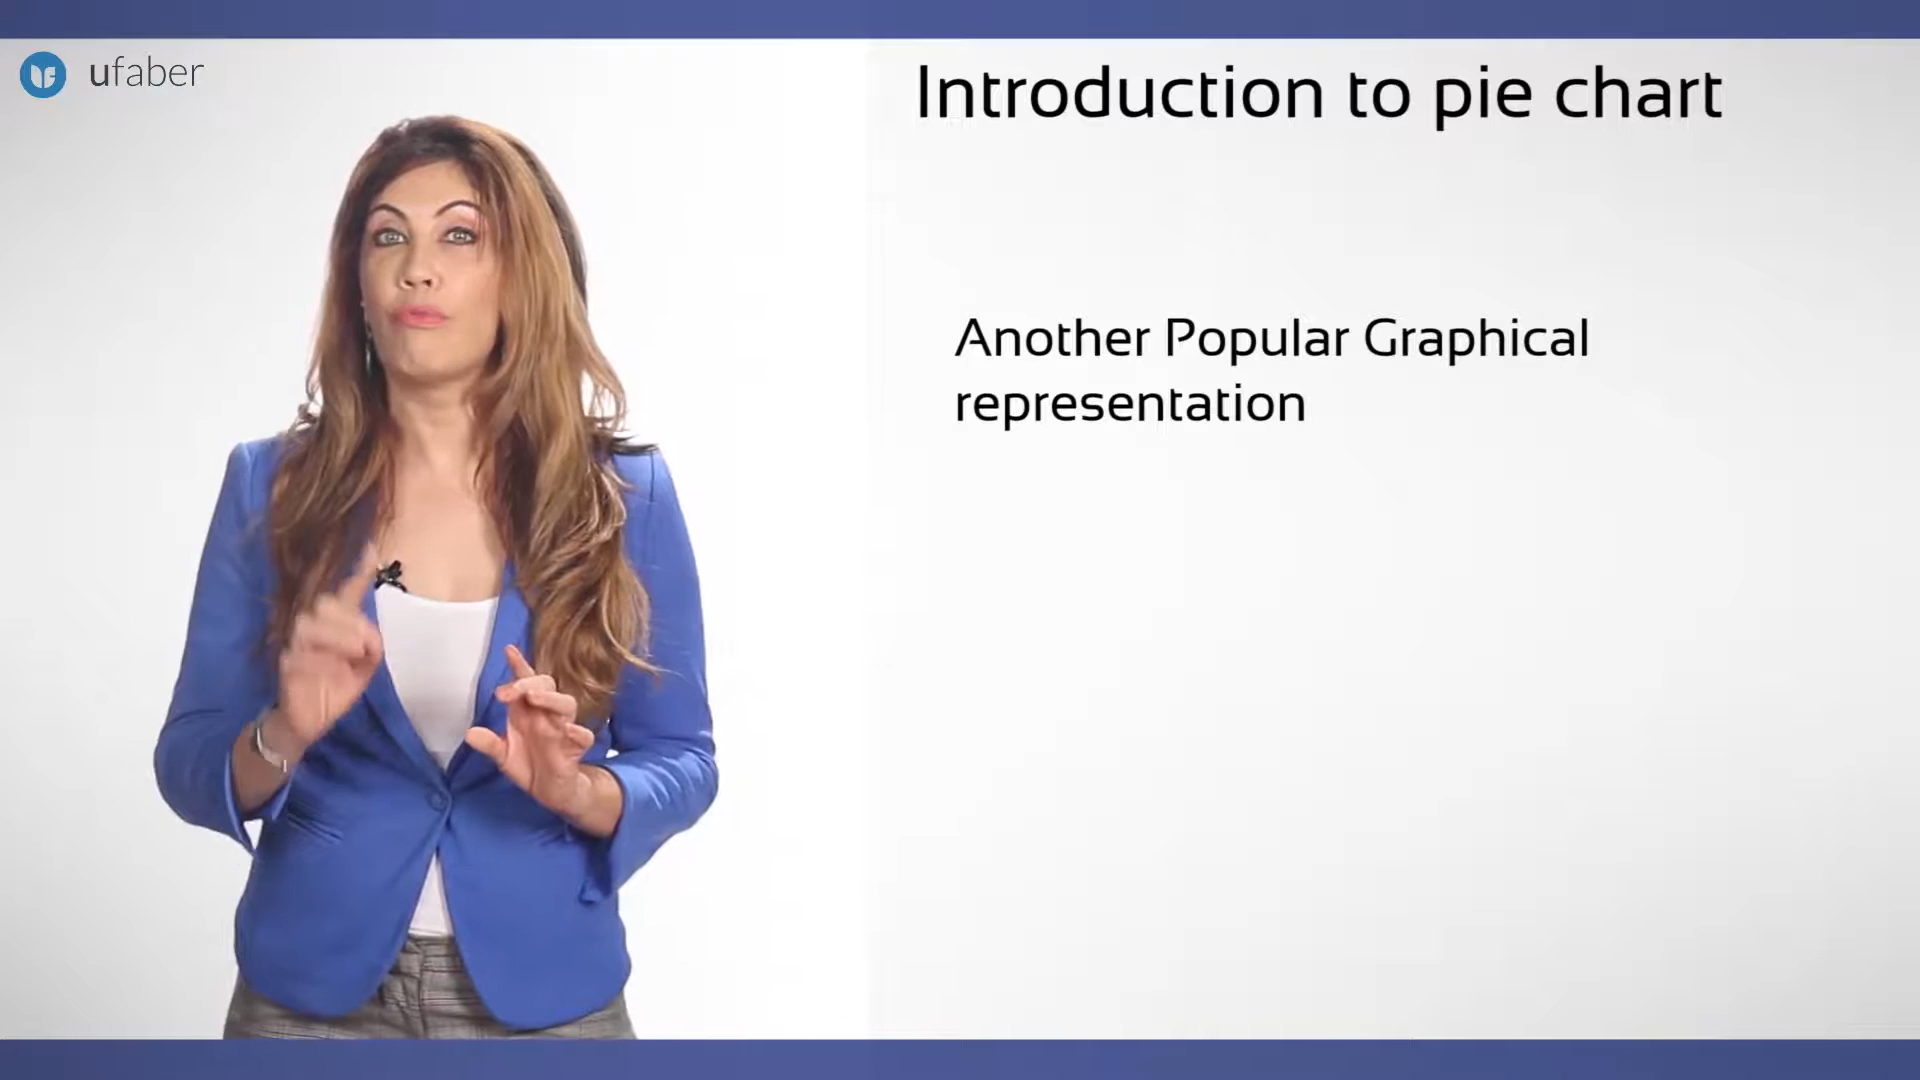 ufaber
Introduction to pie chart
Another Popular Graphical
representation